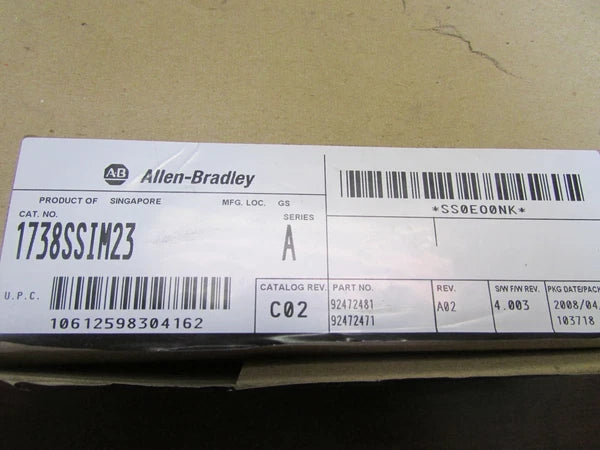 AB Allen-Bradley
*SS0E00NK*
PRODUCT OF SINGAPORE MFG. LOC. GS
CAT. NO. SERIES
1738SSIM23 A
U.P.C.
10612598304162
CATALOG REV. C02
PART NO.
92472481
92472471
REV.
A02
S/N F/N REV.
4.003
PKG DATE/PACK
2008/04
103718